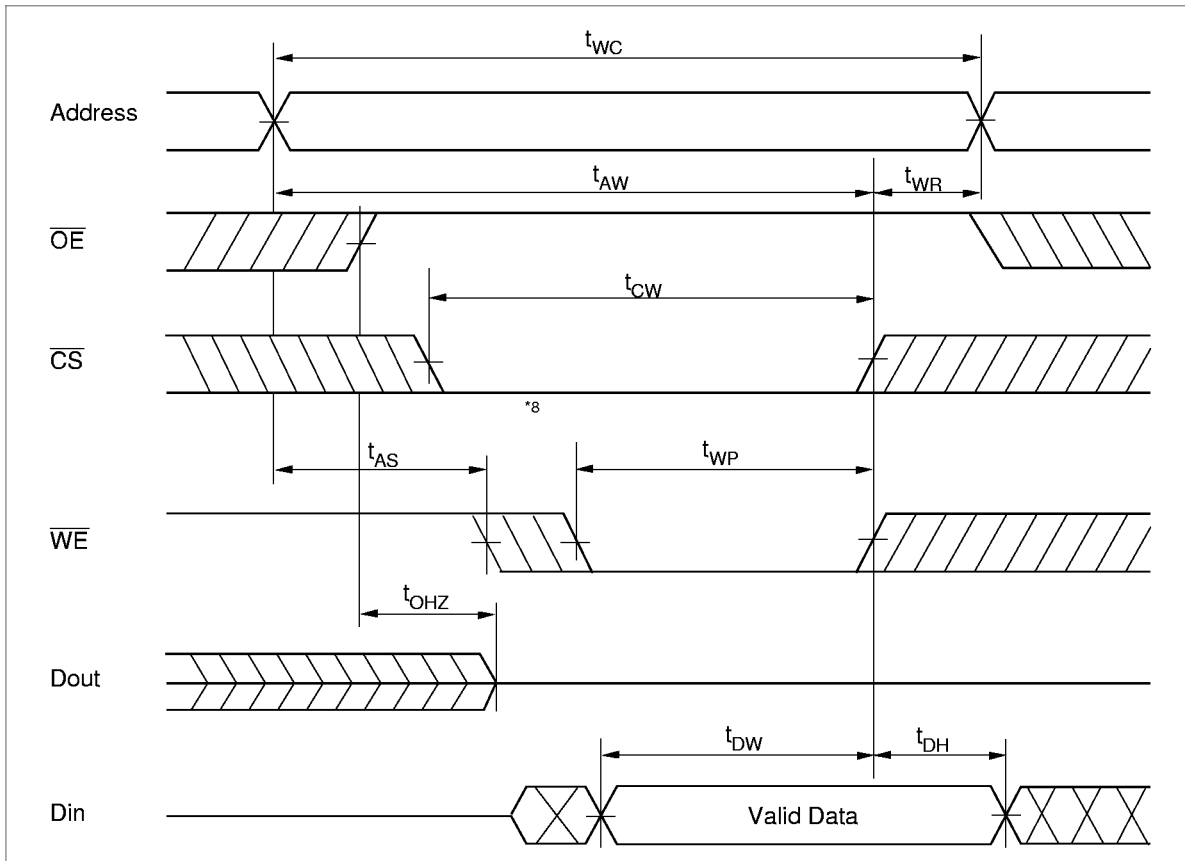 tWC
Address
tAW
tWR
OE
tCW
CS
*8
tAS
tWP
WE
tOHZ
Dout
tDW
tDH
Din
Valid Data